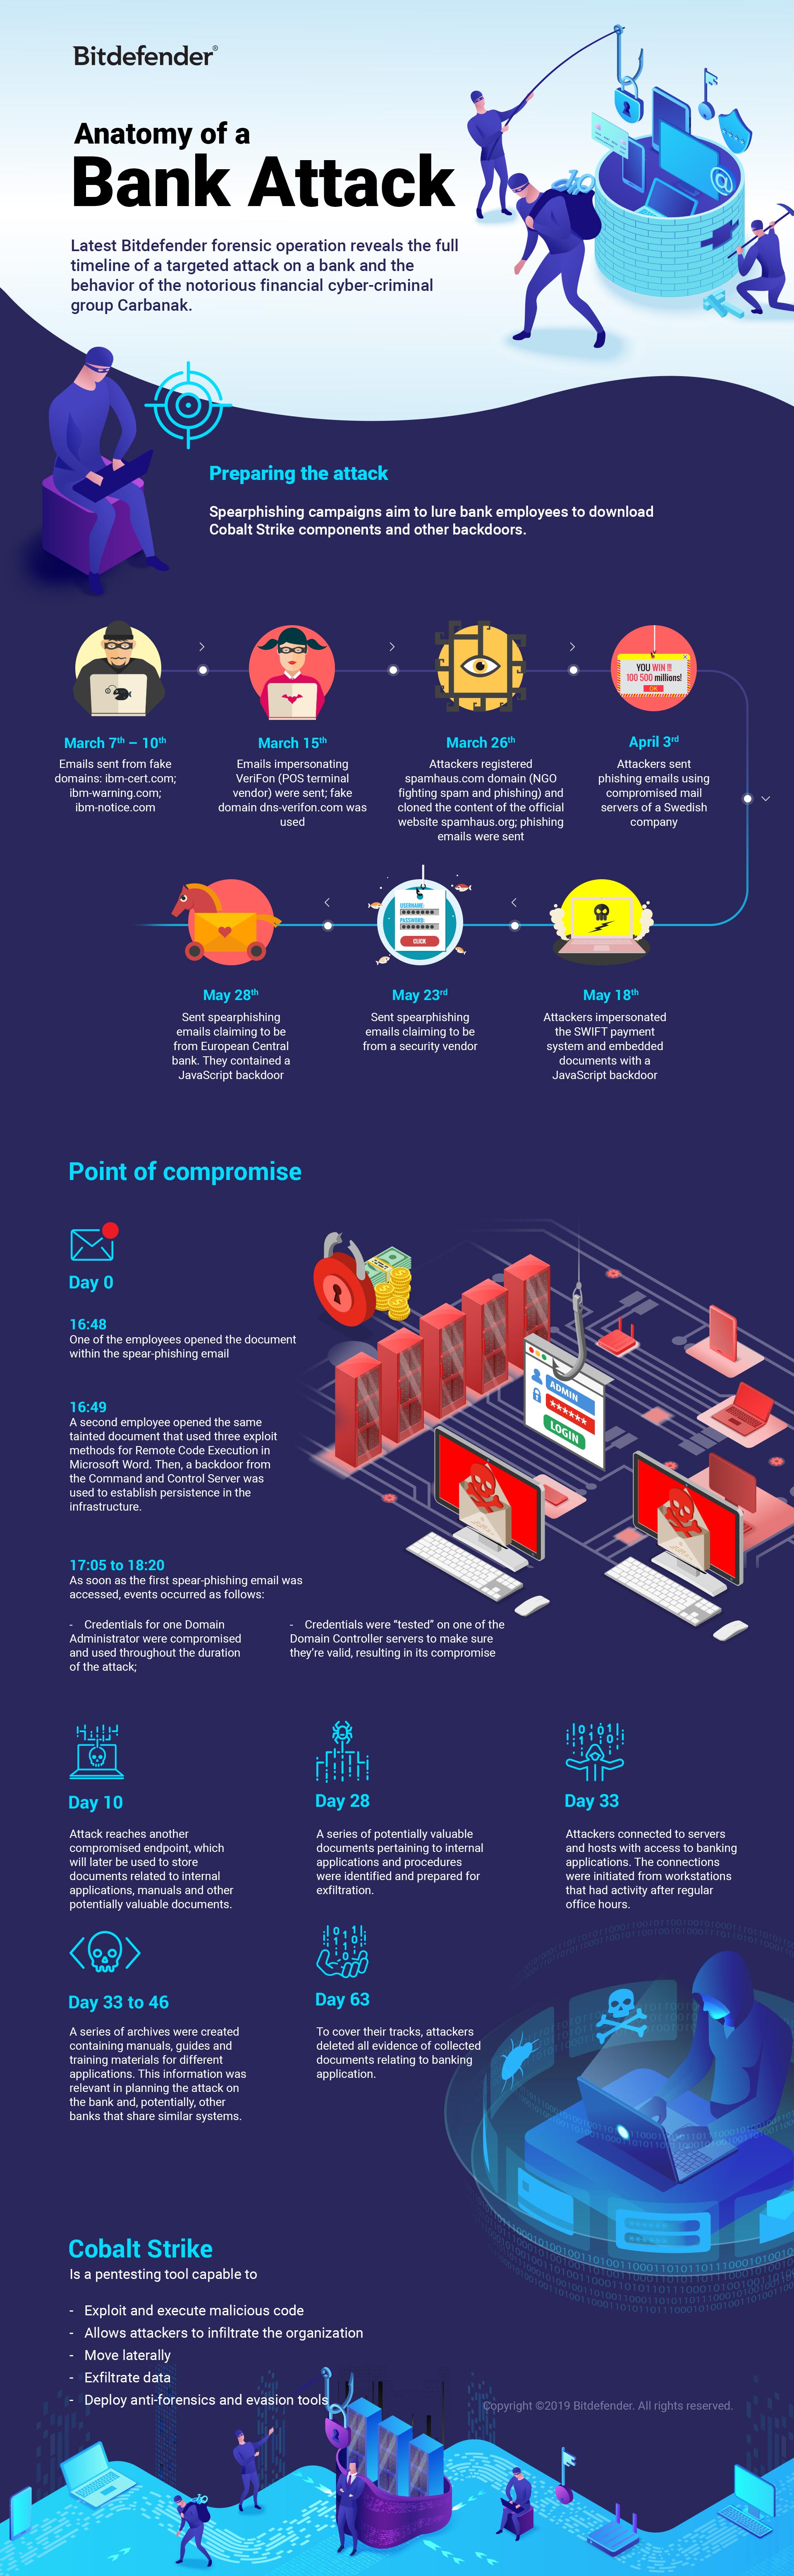 Bitdefender®
Anatomy of a
Bank Attack
Latest Bitdefender forensic operation reveals the full
timeline of a targeted attack on a bank and the
behavior of the notorious financial cyber-criminal
group Carbanak.
Preparing the attack
Spearphishing campaigns aim to lure bank employees to download
Cobalt Strike components and other backdoors.
March 7th – 10th
Emails sent from fake
domains: ibm-cert.com;
ibm-warning.com;
ibm-notice.com
March 15th
Emails impersonating
VeriFon (POS terminal
vendor) were sent; fake
domain dns-verifon.com was
used
March 26th
Attackers registered
spamhaus.com domain (NGO
fighting spam and phishing) and
cloned the content of the official
website spamhaus.org; phishing
emails were sent
YOU WIN !!!
100 500 millions!
OK
April 3rd
Attackers sent
phishing emails using
compromised mail
servers of a Swedish
company
May 28th
Sent spearphishing
emails claiming to be
from European Central
bank. They contained a
JavaScript backdoor
USERNAME:
PASSWORD:
CLICK
May 23rd
Sent spearphishing
emails claiming to be
from a security vendor
May 18th
Attackers impersonated
the SWIFT payment
system and embedded
documents with a
JavaScript backdoor
Point of compromise
Day 0
16:48
One of the employees opened the document
within the spear-phishing email
16:49
A second employee opened the same
tainted document that used three exploit
methods for Remote Code Execution in
Microsoft Word. Then, a backdoor from
the Command and Control Server was
used to establish persistence in the
infrastructure.
ADMIN
******
LOGIN
17:05 to 18:20
As soon as the first spear-phishing email was
accessed, events occurred as follows:
- Credentials for one Domain
Administrator were compromised
and used throughout the duration
of the attack;
- Credentials were “tested” on one of the
Domain Controller servers to make sure
they're valid, resulting in its compromise
Day 10
Attack reaches another
compromised endpoint, which
will later be used to store
documents related to internal
applications, manuals and other
potentially valuable documents.
Day 28
A series of potentially valuable
documents pertaining to internal
applications and procedures
were identified and prepared for
exfiltration.
Day 33
Attackers connected to servers
and hosts with access to banking
applications. The connections
were initiated from workstations
that had activity after regular
office hours.
Day 33 to 46
A series of archives were created
containing manuals, guides and
training materials for different
applications. This information was
relevant in planning the attack on
the bank and, potentially, other
banks that share similar systems.
Day 63
To cover their tracks, attackers
deleted all evidence of collected
documents relating to banking
application.
Cobalt Strike
Is a pentesting tool capable to
- Exploit and execute malicious code
- Allows attackers to infiltrate the organization
- Move laterally
- Exfiltrate data
- Deploy anti-forensics and evasion tools
Copyright ©2019 Bitdefender. All rights reserved.